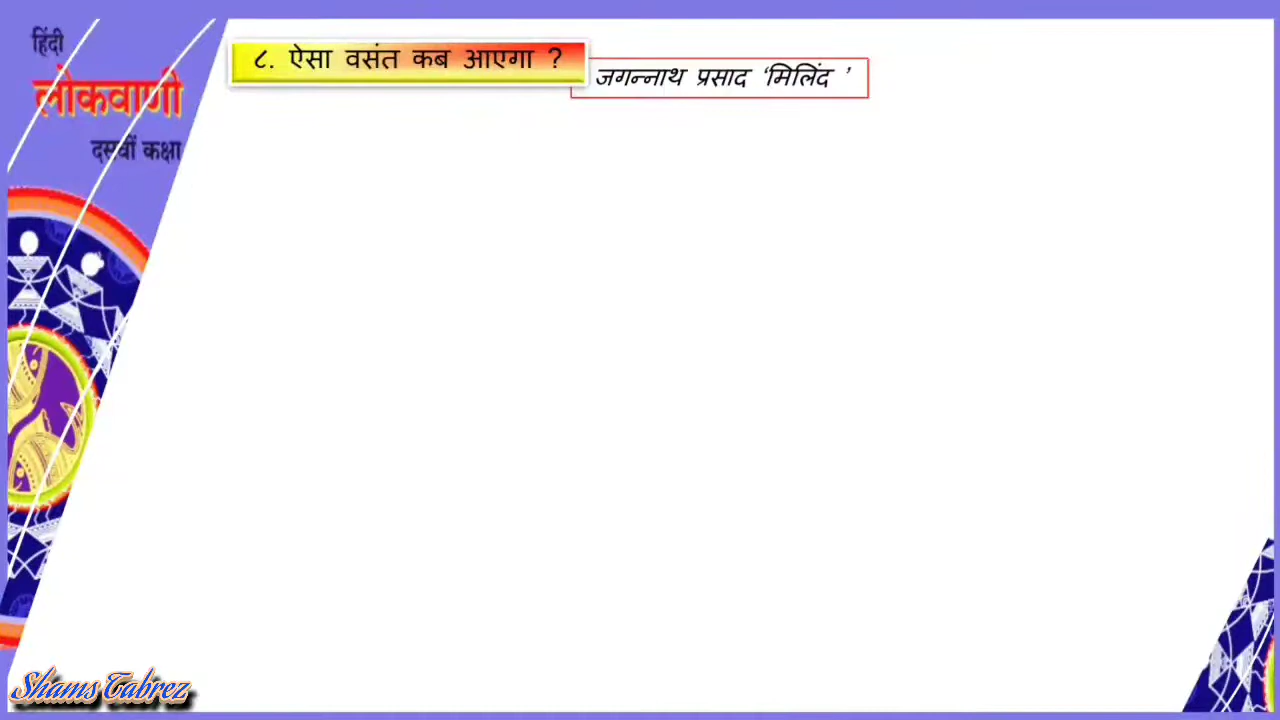 हिंदी
लोकवाणी
दसवीं कक्षा
८. ऐसा वसंत कब आएगा ?
जगन्नाथ प्रसाद ‘मिलिंद ’
Shams Tabrez